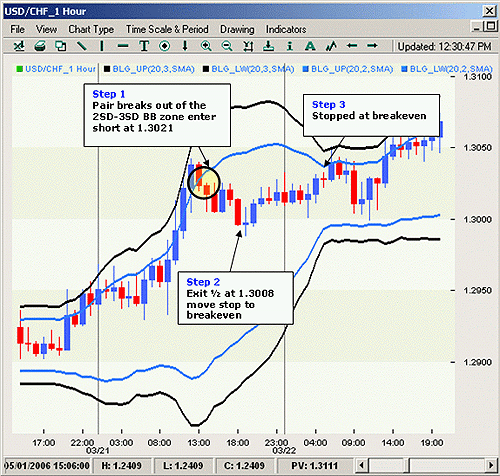 USD/CHF_1 Hour
File View Chart Type Time Scale & Period Drawing Indicators
Updated: 12:30:47 PM
USD/CHF_1 Hour BLG_UP(20,3,SMA) BLG_LW(20,3,SMA) BLG_UP(20,2,SMA) BLG_LW(20,2,SMA)
1.3100
Step 1
Pair breaks out of the
2SD-3SD BB zone enter
short at 1.3021
Step 3
Stopped at breakeven
1.3050
1.3000
Step 2
Exit ½ at 1.3008
move stop to
breakeven
1.2950
1.2900
17:00 22:00 03:00 08:00 13:00 18:00 23:00 04:00 09:00 14:00 19:00
03/21 03/22
05/01/2006 15:06:00 H: 1.2409 L: 1.2409 C: 1.2409 PV: 1.3111